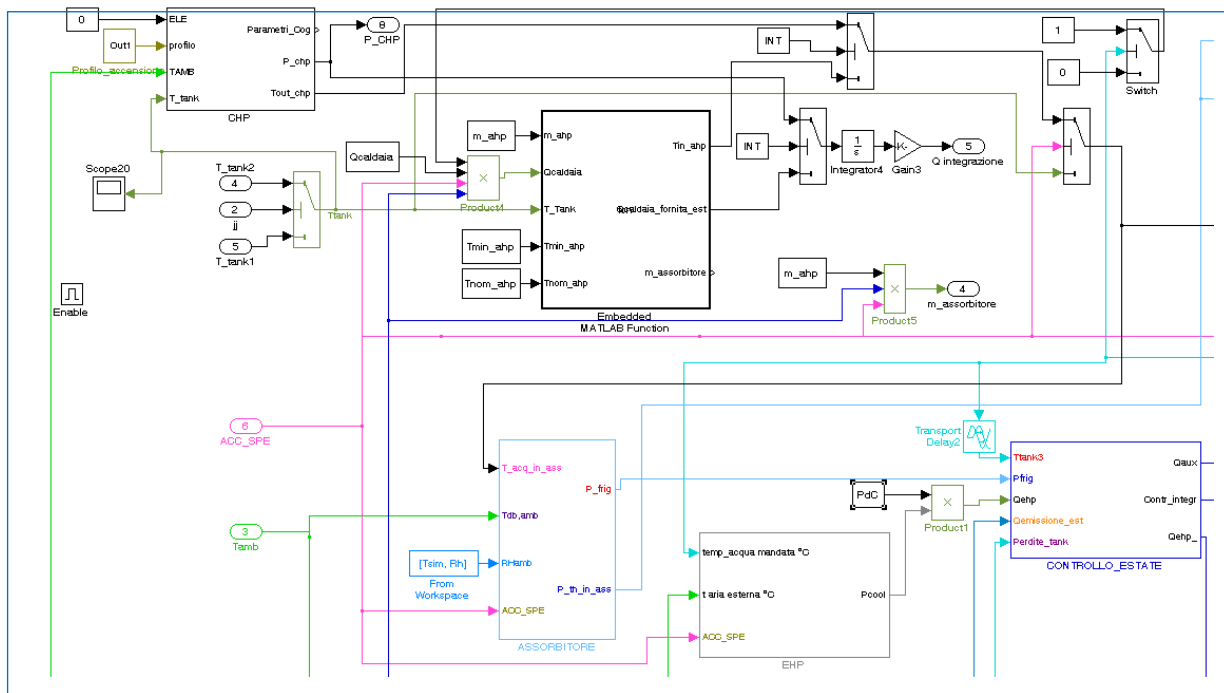 0
ELE
Out1
profilo
Profilo_accensione
TAMB
T_tank
Parametri_Cog
P_chp
Tout_chp
CHP
8
P_CHP
INT
1
0
Switch
Scope20
T_tank2
4
2
jj
5
T_tank1
Ttank
Enable
m_ahp
Qcaldaia
×
Product4
Tmin_ahp
Tnom_ahp
m_ahp
Qcaldaia
T_Tank
Tmin_ahp
Tnom_ahp
Tin_ahp
Qcaldaia_fornita_est
m_assorbitore
Embedded
MATLAB Function
INT
1
s
Integrator4
-K-
Gain3
5
Q integrazione
m_ahp
×
Product5
4
m_assorbitore
6
ACC_SPE
3
Tamb
[Tsim, Rh]
From
Workspace
T_acq_in_ass
Tdb,amb
RHamb
ACC_SPE
P_frig
P_th_in_ass
ASSORBITORE
temp_acqua mandata °C
t aria esterna °C
ACC_SPE
Pcool
EHP
Transport
Delay2
PdC
×
Product1
Ttank3
Pfrig
Qehp
Qemissione_est
Perdite_tank
Qaux
Contr_integr
Qehp_
CONTROLLO_ESTATE